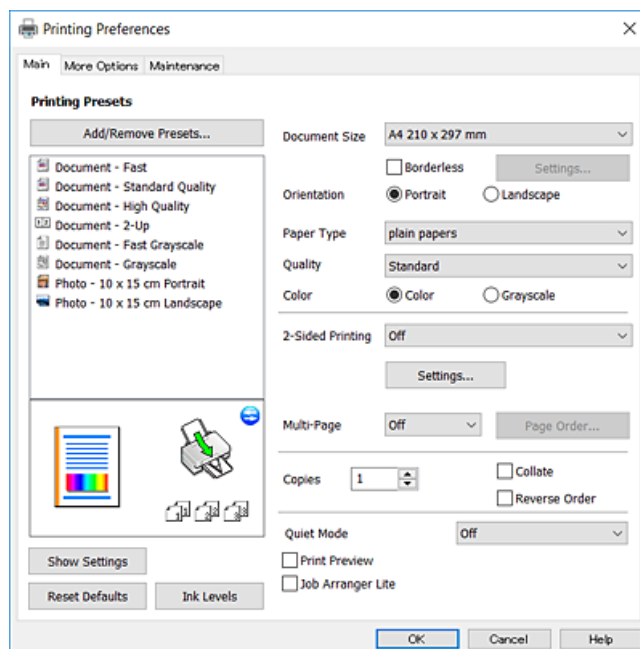 Printing Preferences
Main More Options Maintenance
Printing Presets
Add/Remove Presets...
Document - Fast
Document - Standard Quality
Document - High Quality
Document - 2-Up
Document - Fast Grayscale
Document - Grayscale
Photo - 10 x 15 cm Portrait
Photo - 10 x 15 cm Landscape
Show Settings
Reset Defaults Ink Levels
Document Size A4 210 x 297 mm
Borderless Settings...
Orientation Portrait Landscape
Paper Type plain papers
Quality Standard
Color Color Grayscale
2-Sided Printing Off
Settings...
Multi-Page Off Page Order...
Copies 1 Collate
Reverse Order
Quiet Mode Off
Print Preview
Job Arranger Lite
OK Cancel Help